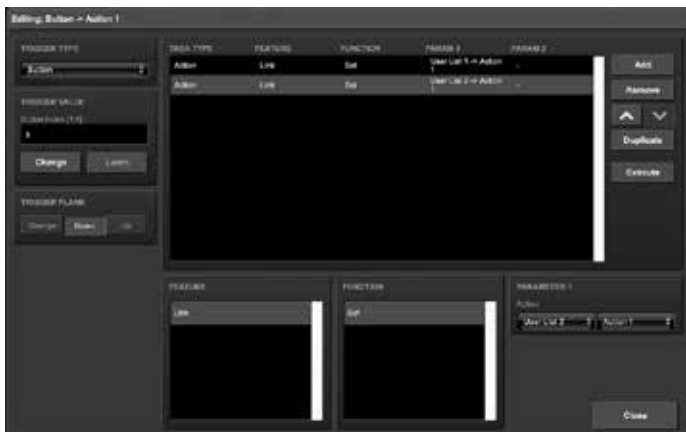 Editing: Button -> Action 1
TRIGGER TYPE
Button
TRIGGER VALUE
1
Change
Learn
TRIGGER FLANK
Change
Down
Up
TASK TYPE FEATURE FUNCTION PARAM 1 PARAM 2
Action Link Set User List 1 -> Action 1 -
Action Link Set User List 2 -> Action 1 -
Add
Remove
Duplicate
Execute
FEATURE
Link
FUNCTION
Set
PARAMETER 1
Action
User List 2 Action 1
Close